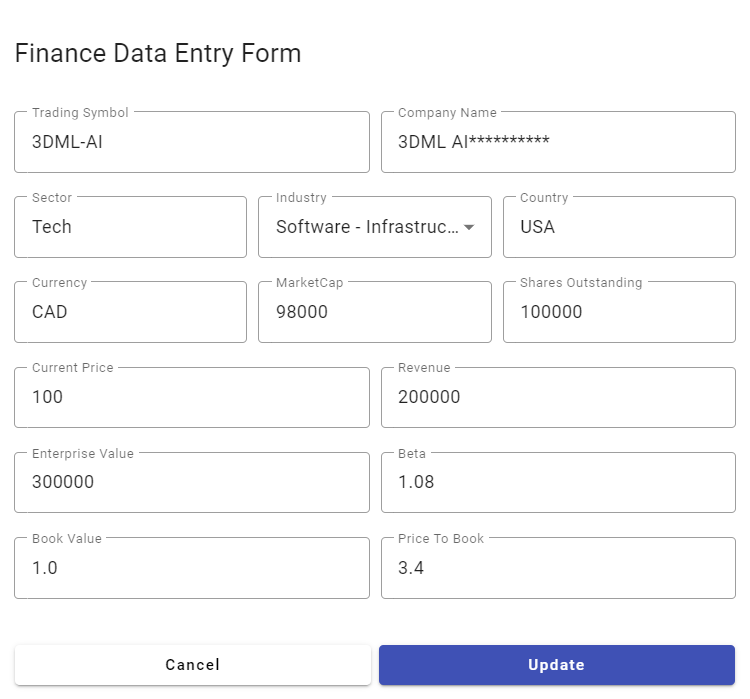 Finance Data Entry Form
Trading Symbol
3DML-AI
Company Name
3DML AI**********
Sector
Tech
Industry
Software - Infrastruc...
Country
USA
Currency
CAD
MarketCap
98000
Shares Outstanding
100000
Current Price
100
Revenue
200000
Enterprise Value
300000
Beta
1.08
Book Value
1.0
Price To Book
3.4
Cancel
Update